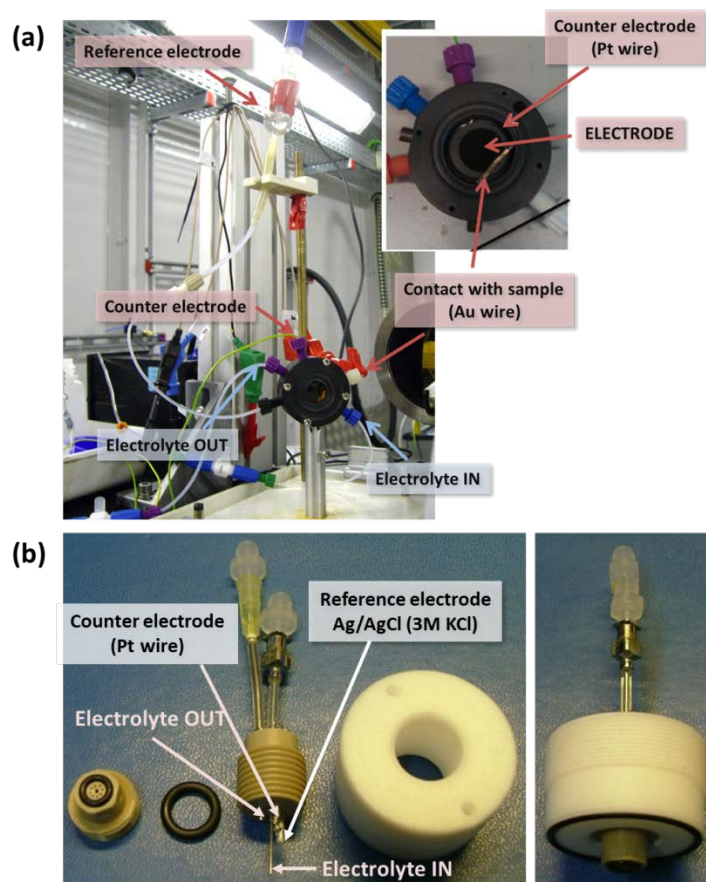 (a)
Reference electrode
Counter electrode
(Pt wire)
ELECTRODE
Contact with sample
(Au wire)
Counter electrode
Electrolyte OUT
Electrolyte IN
(b)
Counter electrode
(Pt wire)
Reference electrode
Ag/AgCl (3M KCl)
Electrolyte OUT
Electrolyte IN